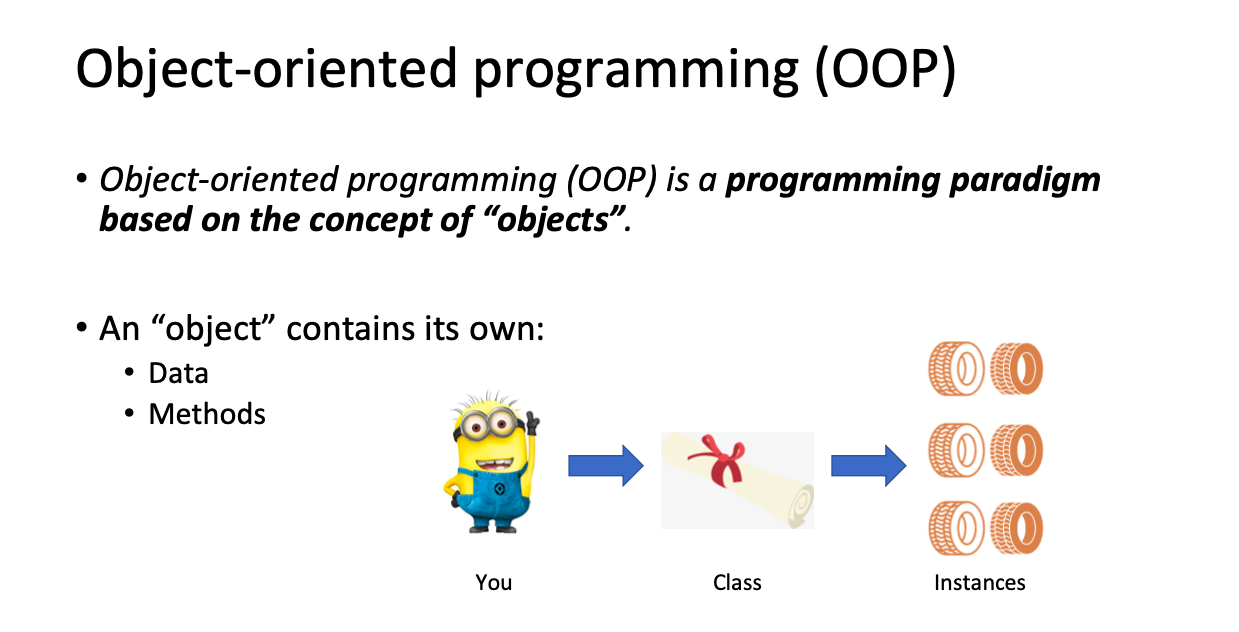 Object-oriented programming (OOP)
• Object-oriented programming (OOP) is a programming paradigm
based on the concept of “objects”.
• An “object” contains its own:
• Data
• Methods
You
Class
Instances